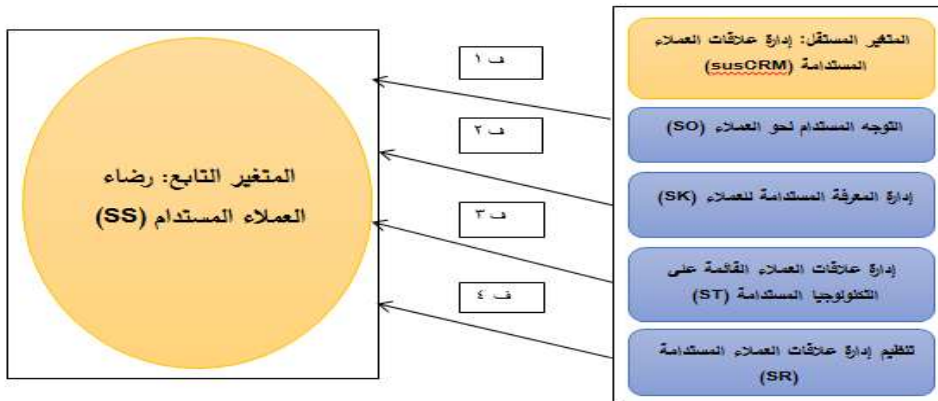 المتغير المستقل: إدارة علاقات العملاء
المستدامة (susCRM)
التوجه المستدام نحو العملاء (SO)
إدارة المعرفة المستدامة للعملاء (SK)
إدارة علاقات العملاء القائمة على
التكنولوجيا المستدامة (ST)
تنظيم إدارة علاقات العملاء المستدامة
(SR)
ف ١
ف ٢
ف ٣
ف ٤
المتغير التابع: رضاء
العملاء المستدام (SS)